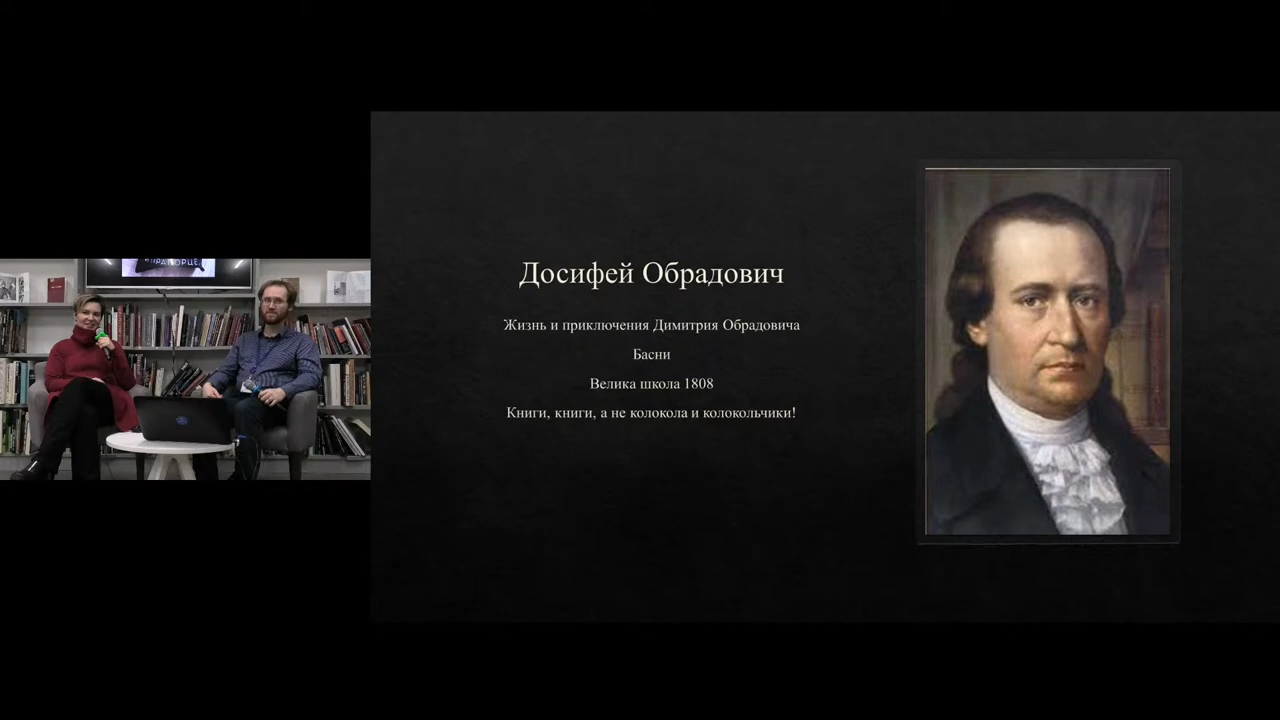 Досифей Обрадович
Жизнь и приключения Димитрия Обрадовича
Басни
Велика школа 1808
Книги, книги, а не колокола и колокольчики!